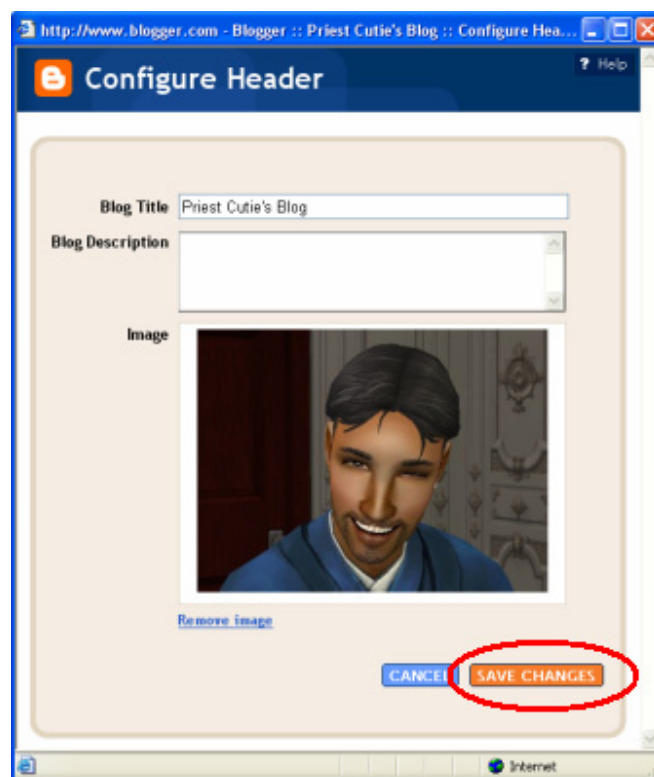 http://www.blogger.com - Blogger :: Priest Cutie's Blog :: Configure Hea...
Configure Header
? Help
Blog Title
Priest Cutie's Blog
Blog Description
Image
Remove image
CANCEL
SAVE CHANGES
Internet